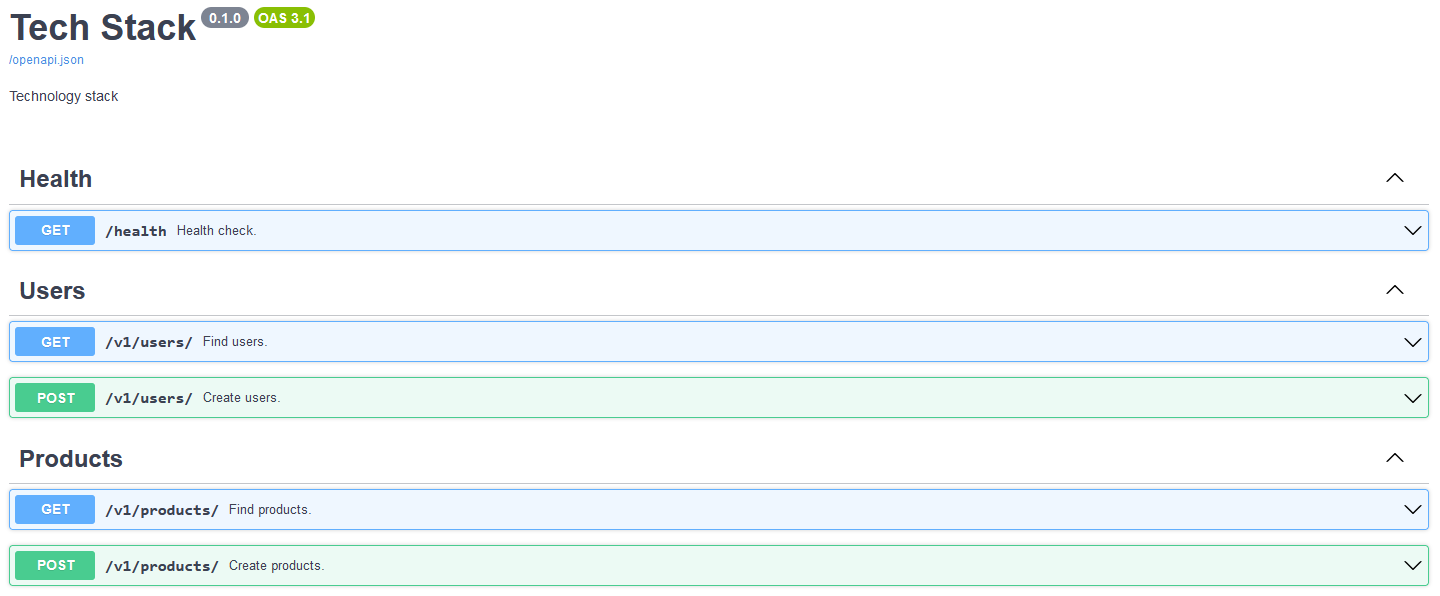 Tech Stack 0.1.0 OAS 3.1
/openapi.json
Technology stack
Health
GET /health Health check.
Users
GET /v1/users/ Find users.
POST /v1/users/ Create users.
Products
GET /v1/products/ Find products.
POST /v1/products/ Create products.